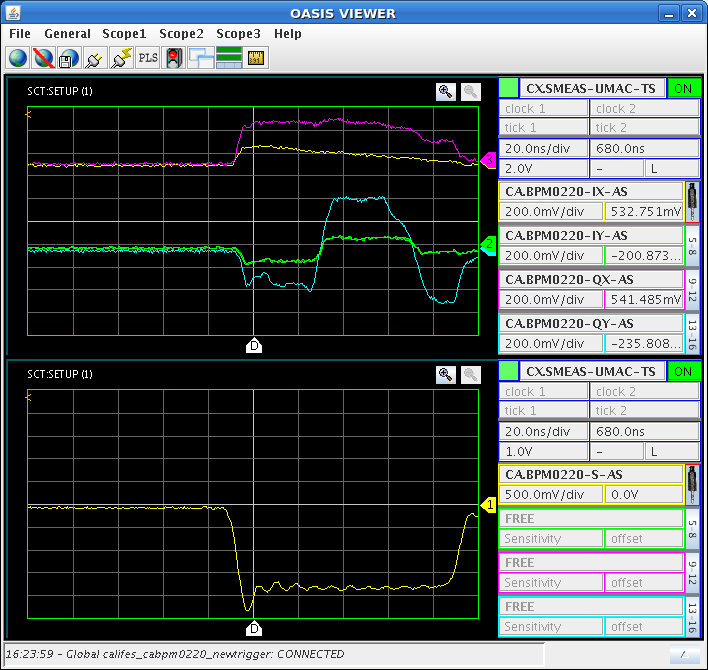 OASIS VIEWER
File General Scope1 Scope2 Scope3 Help
PLS
SCT:SETUP (1)
3
2
D
CX.SMEAS-UMAC-TS ON
clock 1 clock 2
tick 1 tick 2
20.0ns/div 680.0ns
2.0V - L
CA.BPM0220-IX-AS
200.0mV/div 532.751mV
CA.BPM0220-IY-AS
200.0mV/div -200.873...
5-8
CA.BPM0220-QX-AS
200.0mV/div 541.485mV
9-12
CA.BPM0220-QY-AS
200.0mV/div -235.808...
13-16
SCT:SETUP (1)
1
D
CX.SMEAS-UMAC-TS ON
clock 1 clock 2
tick 1 tick 2
20.0ns/div 680.0ns
1.0V - L
CA.BPM0220-S-AS
500.0mV/div 0.0V
FREE
Sensitivity offset
5-8
FREE
Sensitivity offset
9-12
FREE
Sensitivity offset
13-16
16:23:59 - Global califes_cabpm0220_newtrigger: CONNECTED